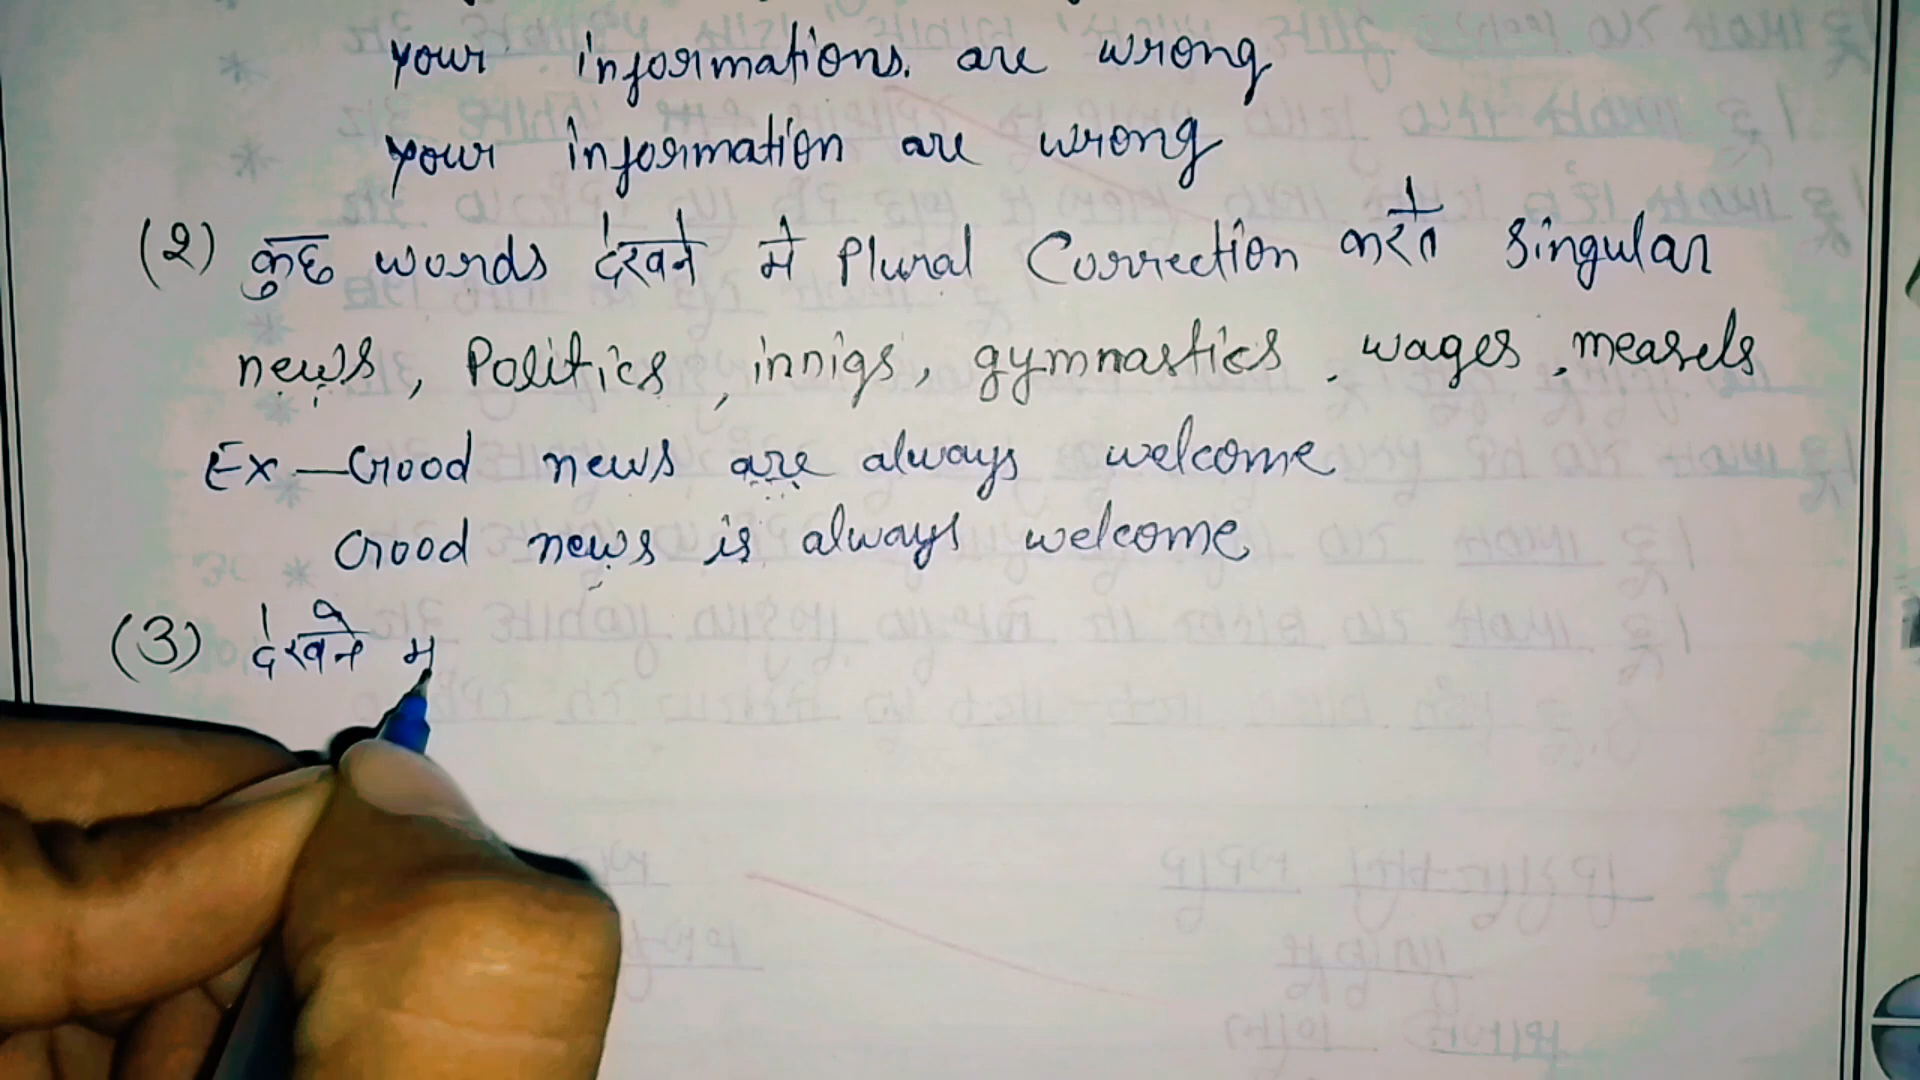 your informations. are wrong
your information are wrong
(2) कुछ words देखने मे Plural Correction करते Singular
news, Politics, innigs, gymnastics, wages, measels
Ex — Good news are always welcome
Good news is always welcome
(3) देखने म